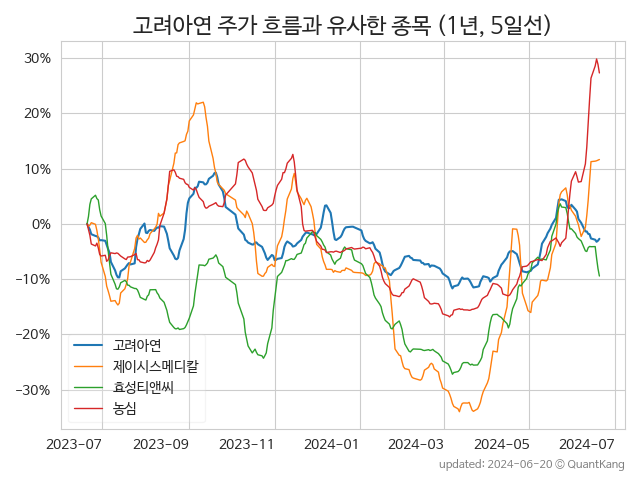 고려아연 주가 흐름과 유사한 종목 (1년, 5일선)
30%
20%
10%
0%
−10%
−20%
−30%
고려아연
제이시스메디칼
효성티앤씨
농심
2023-07 2023-09 2023-11 2024-01 2024-03 2024-05 2024-07
updated: 2024-06-20 © QuantKang